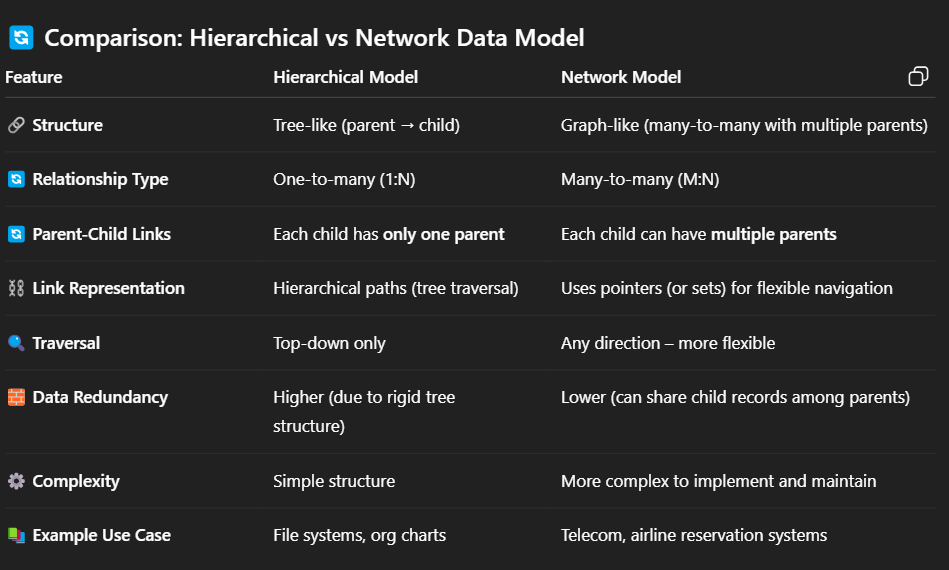 Comparison: Hierarchical vs Network Data Model
Feature Hierarchical Model Network Model
Structure Tree-like (parent → child) Graph-like (many-to-many with multiple parents)
Relationship Type One-to-many (1:N) Many-to-many (M:N)
Parent-Child Links Each child has only one parent Each child can have multiple parents
Link Representation Hierarchical paths (tree traversal) Uses pointers (or sets) for flexible navigation
Traversal Top-down only Any direction – more flexible
Data Redundancy Higher (due to rigid tree Lower (can share child records among parents)
structure)
Complexity Simple structure More complex to implement and maintain
Example Use Case File systems, org charts Telecom, airline reservation systems